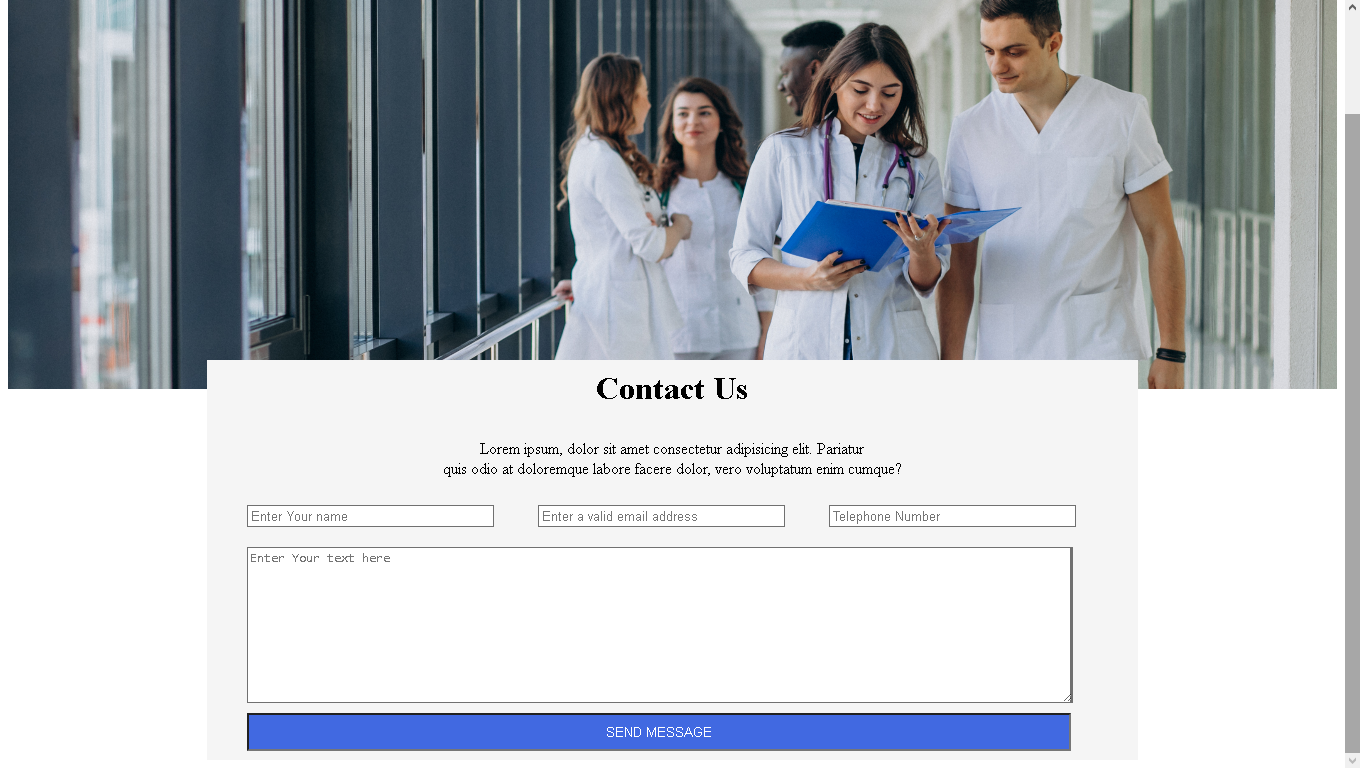 Contact Us
Lorem ipsum, dolor sit amet consectetur adipisicing elit. Pariatur
quis odio at doloremque labore facere dolor, vero voluptatum enim cumque?
Enter Your name
Enter a valid email address
Telephone Number
Enter Your text here
SEND MESSAGE